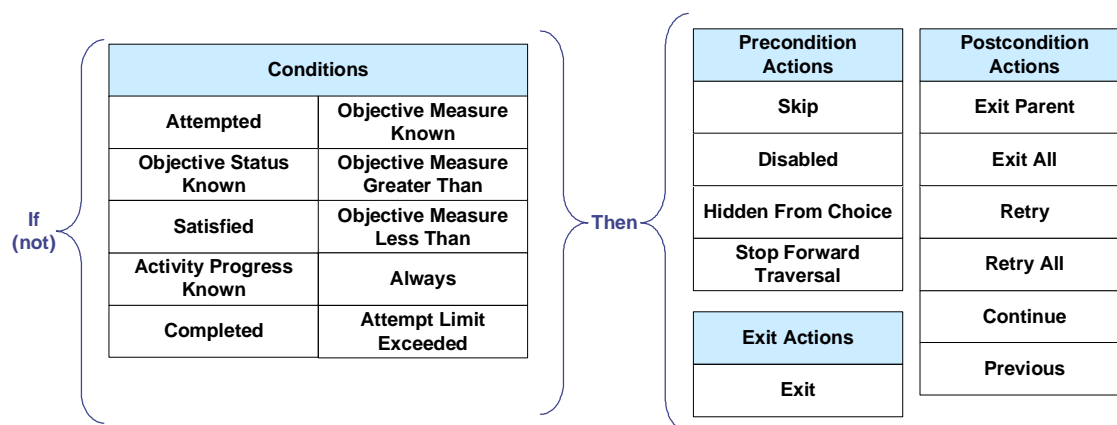 If
(not)
Conditions
Attempted
Objective Measure
Known
Objective Status
Known
Objective Measure
Greater Than
Satisfied
Objective Measure
Less Than
Activity Progress
Known
Always
Completed
Attempt Limit
Exceeded
Then
Precondition
Actions
Skip
Disabled
Hidden From Choice
Stop Forward
Traversal
Exit Actions
Exit
Postcondition
Actions
Exit Parent
Exit All
Retry
Retry All
Continue
Previous